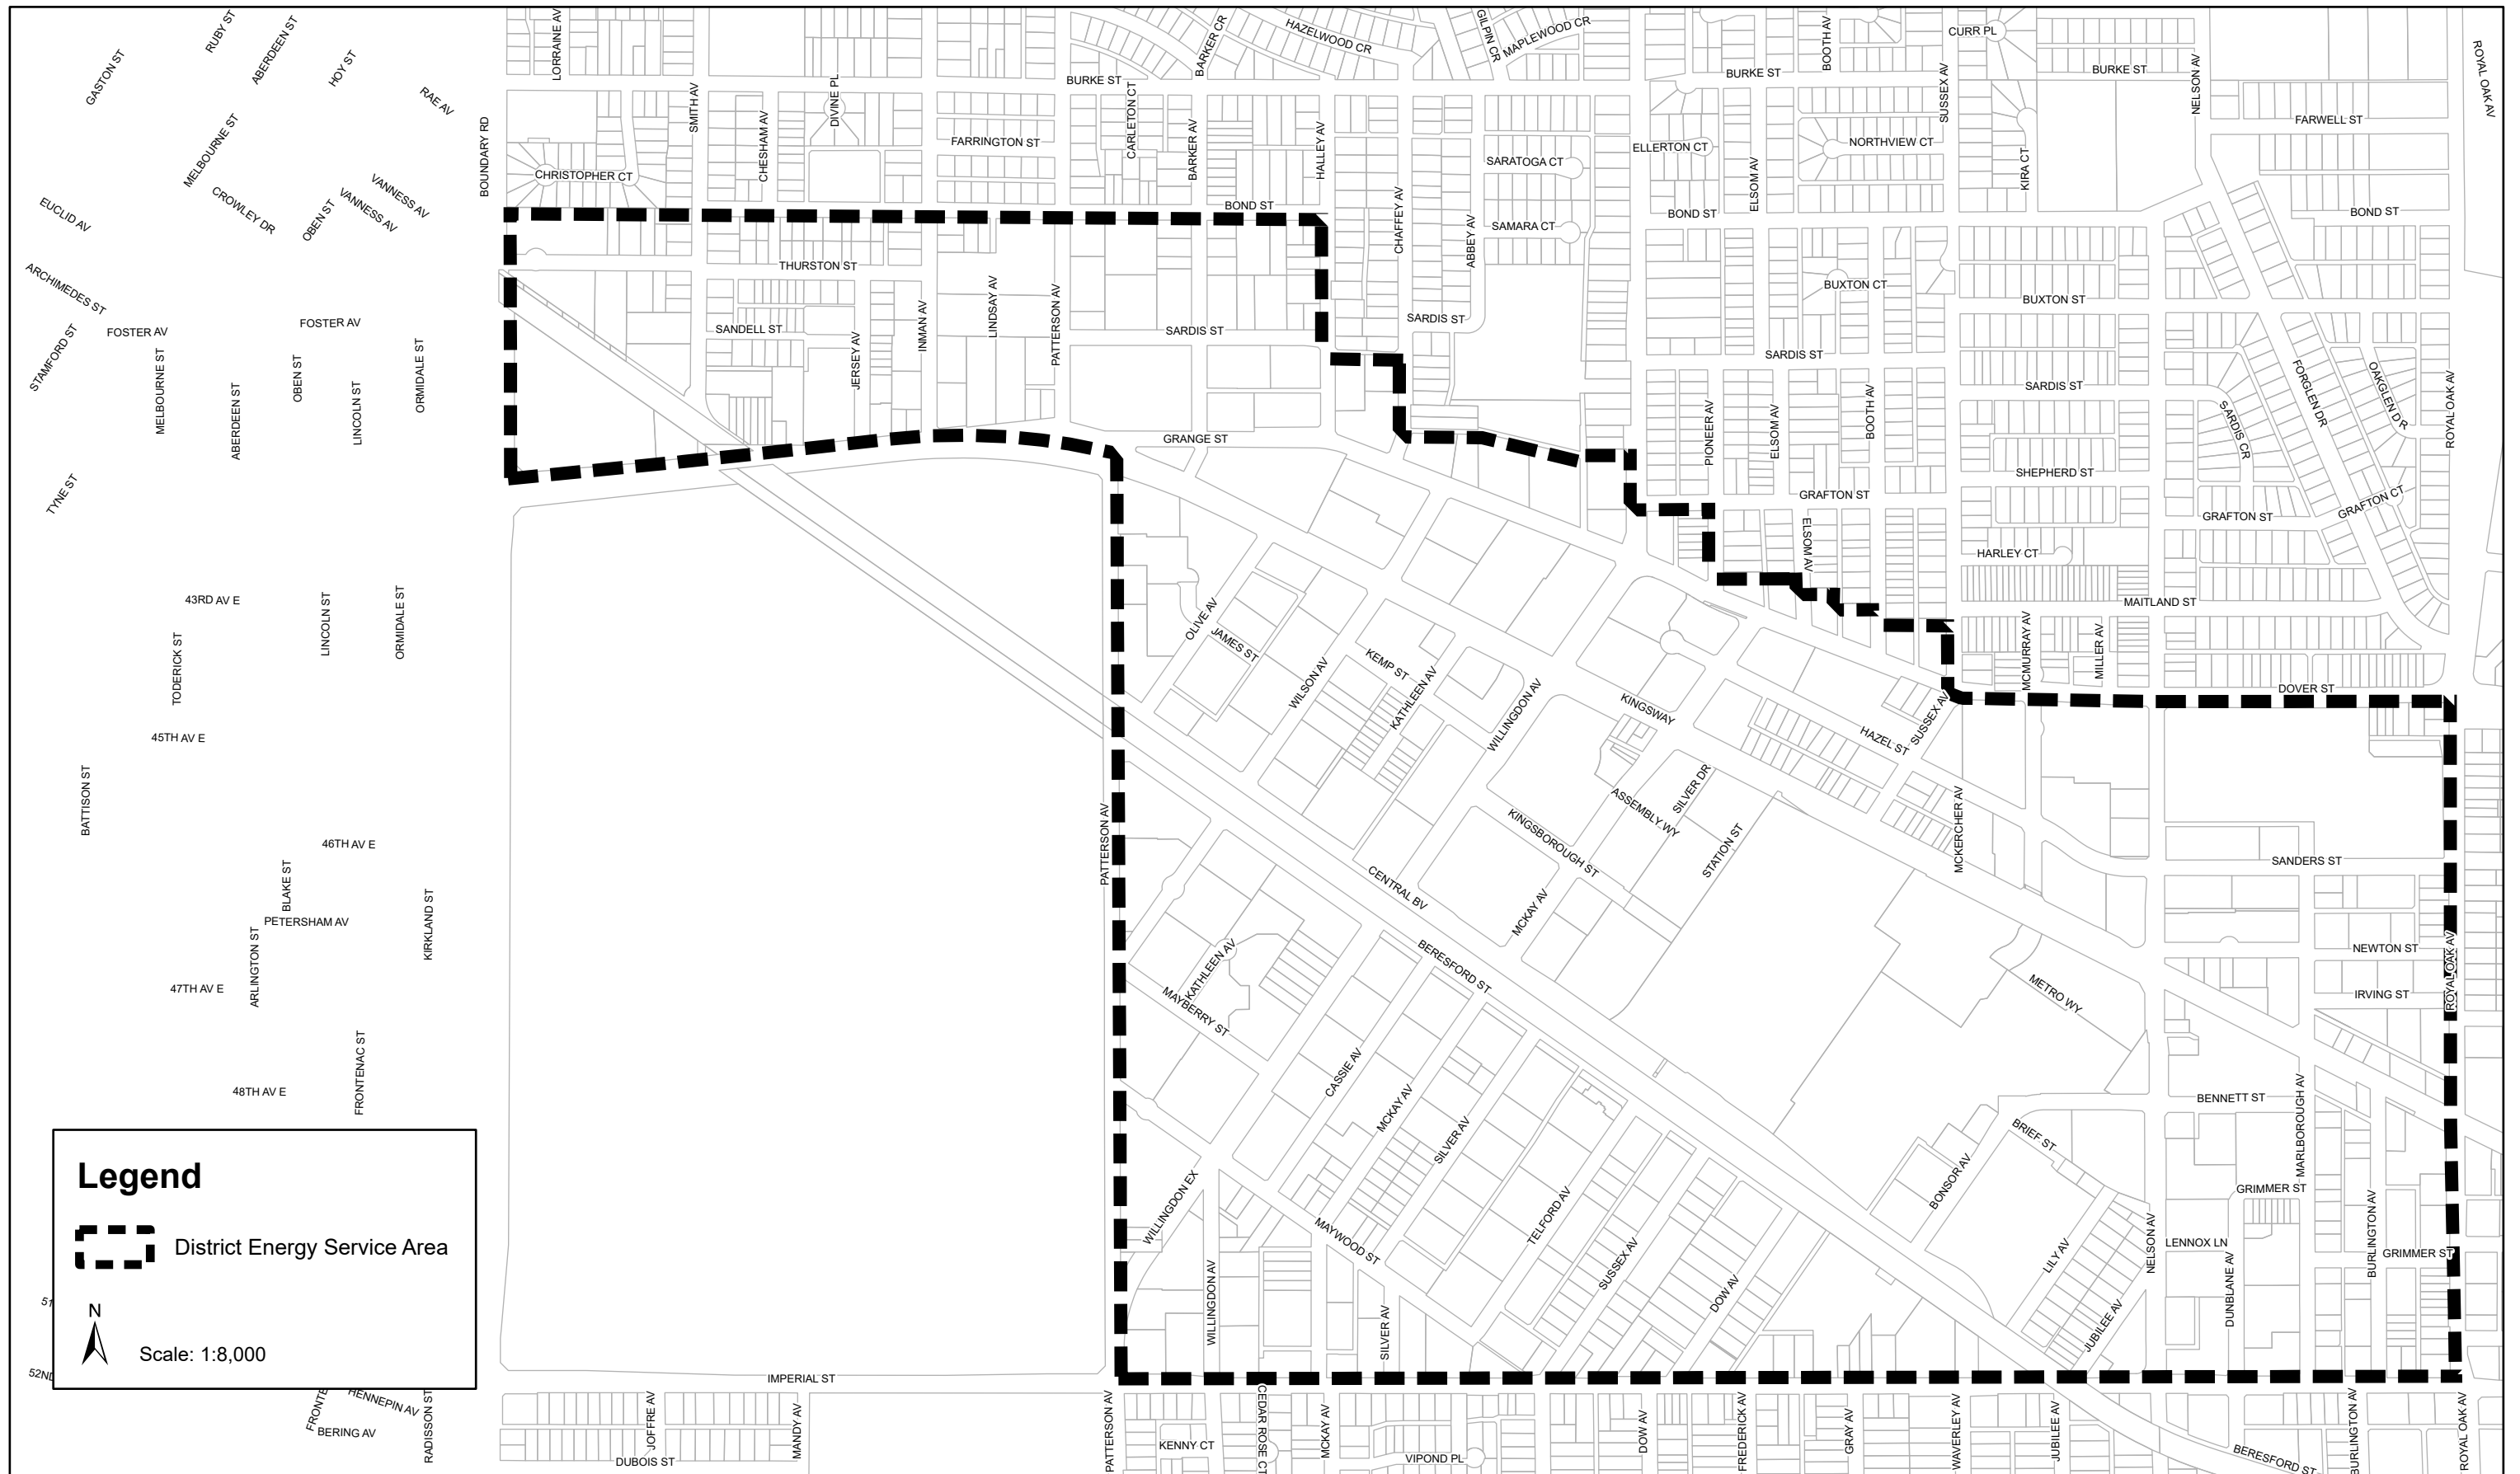 RUBY ST
ABERDEEN ST
GASTON ST
HOY ST
RAE AV
LORRAINE AV
BARKER CR
HAZELWOOD CR
GILPIN CR
MAPLEWOOD CR
BOOTH AV
CURR PL
ROYAL OAK AV
BURKE ST
BURKE ST
BURKE ST
NELSON AV
SUSSEX AV
SMITH AV
CHESHAM AV
DIVINE PL
CARLETON CT
BARKER AV
HALLEY AV
MELBOURNE ST
BOUNDARY RD
FARRINGTON ST
FARWELL ST
ELLERTON CT
NORTHVIEW CT
SARATOGA CT
CHRISTOPHER CT
ELSOM AV
KIRA CT
VANNESS AV
VANNESS AV
CROWLEY DR
OBEN ST
EUCLID AV
BOND ST
BOND ST
BOND ST
CHAFFEY AV
ABBEY AV
SAMARA CT
THURSTON ST
ARCHIMEDES ST
BUXTON CT
BUXTON ST
FOSTER AV
FOSTER AV
SANDELL ST
INMAN AV
LINDSAY AV
PATTERSON AV
SARDIS ST
SARDIS ST
SARDIS ST
SARDIS ST
STAMFORD ST
MELBOURNE ST
ABERDEEN ST
OBEN ST
LINCOLN ST
ORMIDALE ST
JERSEY AV
SARDIS CR
FORGLEN DR
OAKGLEN DR
ROYAL OAK AV
PIONEER AV
ELSOM AV
BOOTH AV
GRANGE ST
SHEPHERD ST
GRAFTON ST
GRAFTON ST
GRAFTON CT
TYNE ST
ELSOM AV
HARLEY CT
MAITLAND ST
43RD AV E
LINCOLN ST
ORMIDALE ST
TODERICK ST
OLIVE AV
JAMES ST
WILSON AV
KEMP ST
KATHLEEN AV
WILLINGDON AV
KINGSWAY
MCMURRAY AV
MILLER AV
DOVER ST
SUSSEX AV
HAZEL ST
45TH AV E
BATTISON ST
SILVER DR
ASSEMBLY WY
KINGSBOROUGH ST
STATION ST
MCKERCHER AV
PATTERSON AV
46TH AV E
BLAKE ST
SANDERS ST
CENTRAL BV
MCKAY AV
PETERSHAM AV
KIRKLAND ST
ARLINGTON ST
NEWTON ST
ROYAL OAK AV
BERESFORD ST
KATHLEEN AV
MAYBERRY ST
METRO WY
IRVING ST
47TH AV E
FRONTENAC ST
CASSIE AV
MCKAY AV
SILVER AV
48TH AV E
BENNETT ST
MARLBOROUGH AV
BRIEF ST
BONSOR AV
GRIMMER ST
Legend
District Energy Service Area
N
Scale: 1:8,000
WILLINGDON EX
MAYWOOD ST
TELFORD AV
SUSSEX AV
DOW AV
LILY AV
NELSON AV
LENNOX LN
BURLINGTON AV
GRIMMER ST
DUNBLANE AV
JUBILEE AV
WILLINGDON AV
SILVER AV
51
52ND
IMPERIAL ST
FRONTE
HENNEPIN AV
BERING AV
RADISSON ST
JOFFRE AV
MANDY AV
DUBOIS ST
PATTERSON AV
KENNY CT
CEDAR ROSE CT
MCKAY AV
VIPOND PL
DOW AV
FREDERICK AV
GRAY AV
WAVERLEY AV
JUBILEE AV
BERESFORD ST
BURLINGTON AV
ROYAL OAK AV